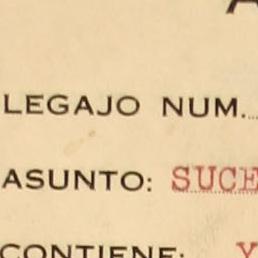 LEGAJO NUM.
ASUNTO: SUCE
CONTIENE: Y